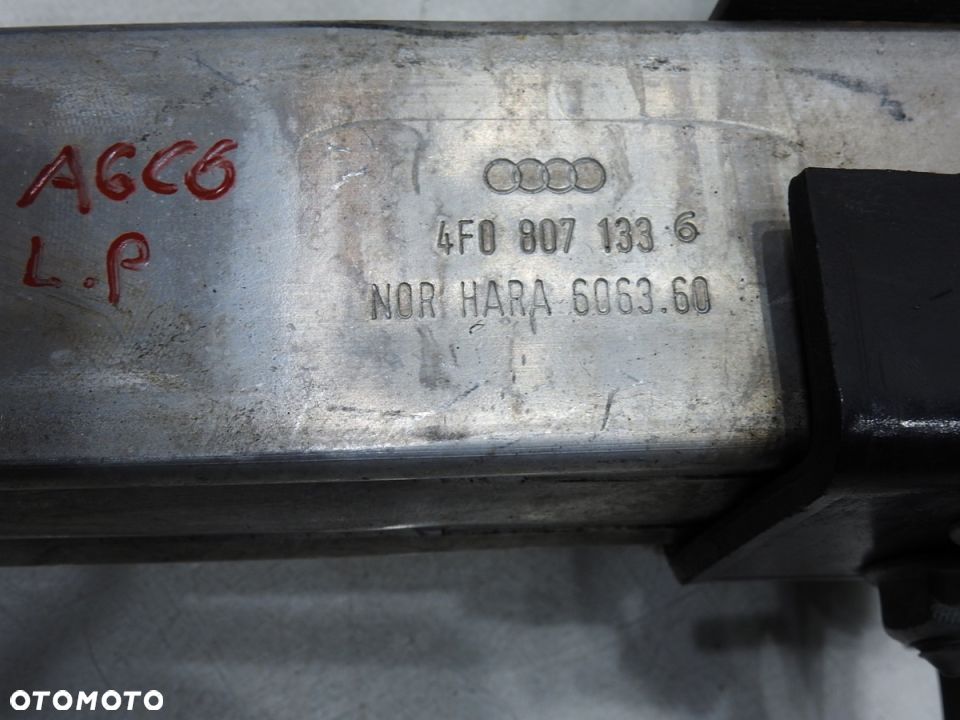 A6C6
L.P
4F0 807 133 6
NOR HARA 6063.60
OTOMOTO